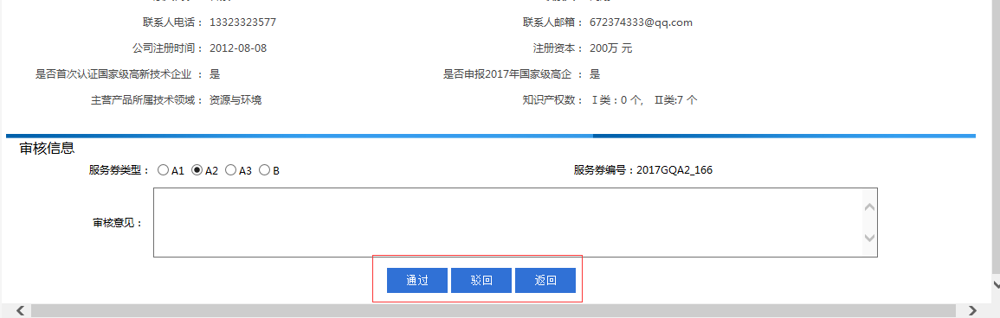 联系人电话： 13323323577 联系人邮箱： 672374333@qq.com
公司注册时间： 2012-08-08 注册资本： 200万 元
是否首次认证国家级高新技术企业 ： 是 是否申报2017年国家级高企 ： 是
主营产品所属技术领域： 资源与环境 知识产权数： Ⅰ类：0 个, Ⅱ类:7 个
审核信息
服务券类型： A1 A2 A3 B 服务券编号：2017GQA2_166
审核意见：
通过 驳回 返回